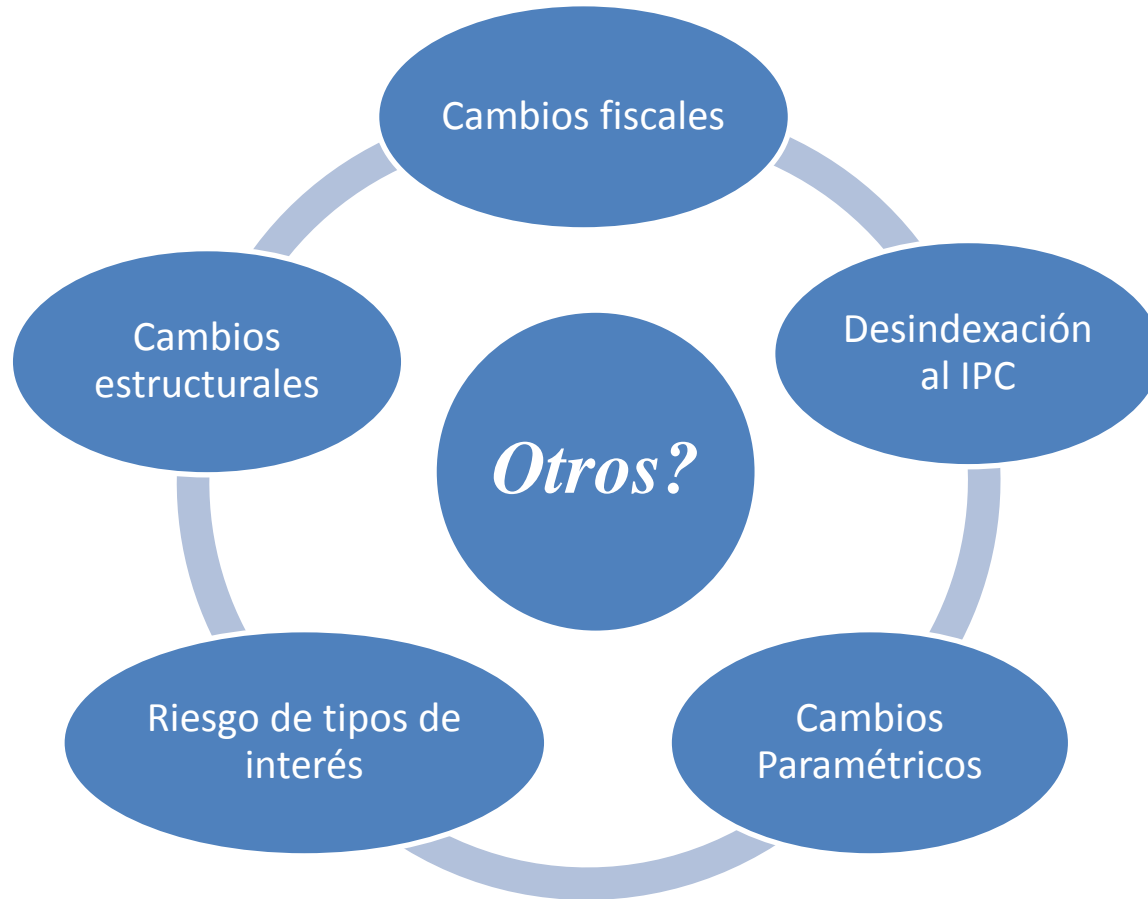 Cambios fiscales
Desindexación
al IPC
Cambios
Paramétricos
Riesgo de tipos de
interés
Cambios
estructurales
Otros?